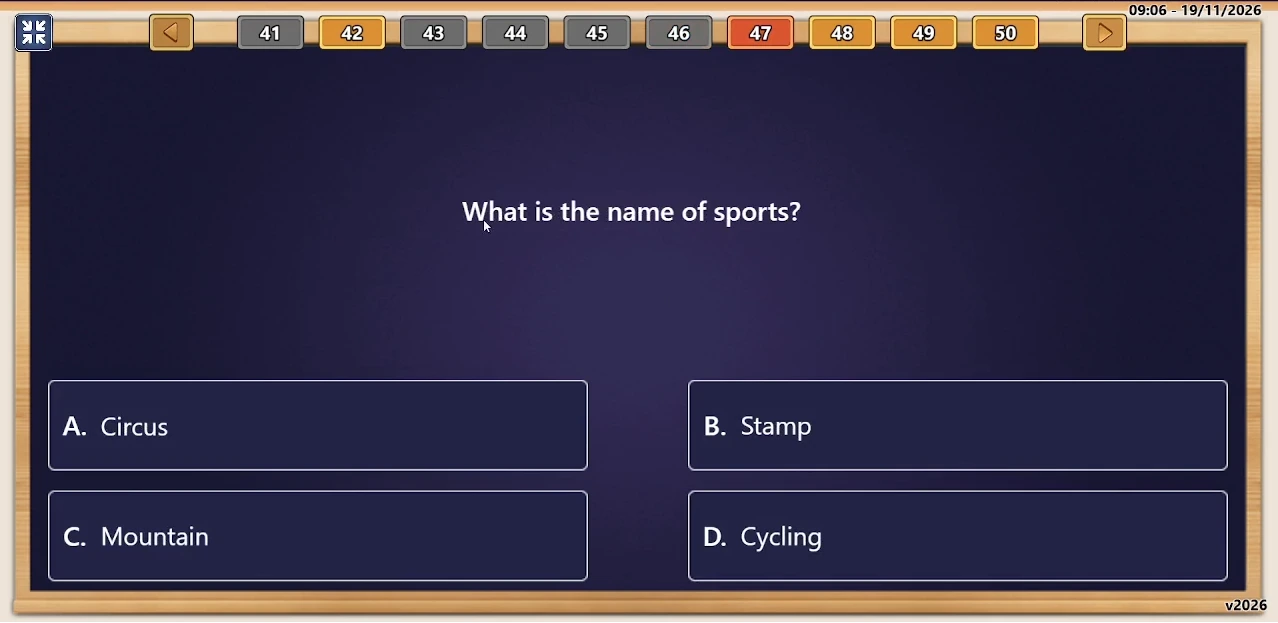 09:06 - 19/11/2026
41 42 43 44 45 46 47 48 49 50
What is the name of sports?
A. Circus
B. Stamp
C. Mountain
D. Cycling
v2026